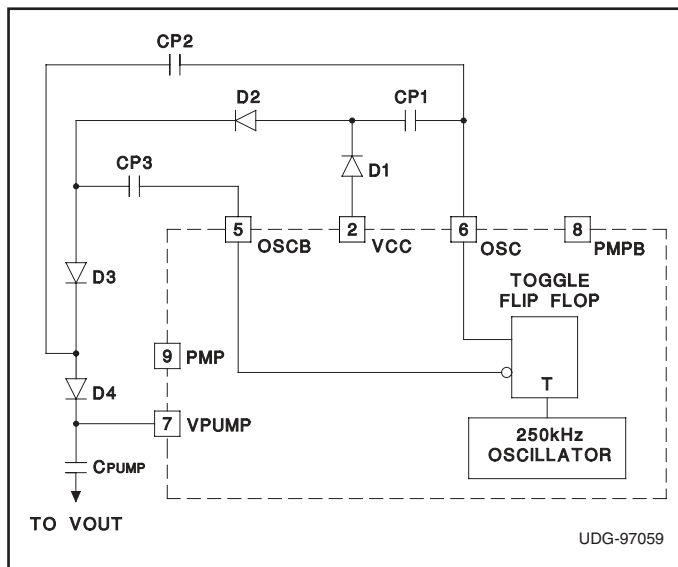 CP2
D2
CP1
CP3
D1
5
OSCB
2
VCC
6
OSC
8
PMPB
TOGGLE
FLIP FLOP
D3
9
PMP
T
D4
7
VPUMP
250kHz
OSCILLATOR
CPUMP
TO VOUT
UDG-97059